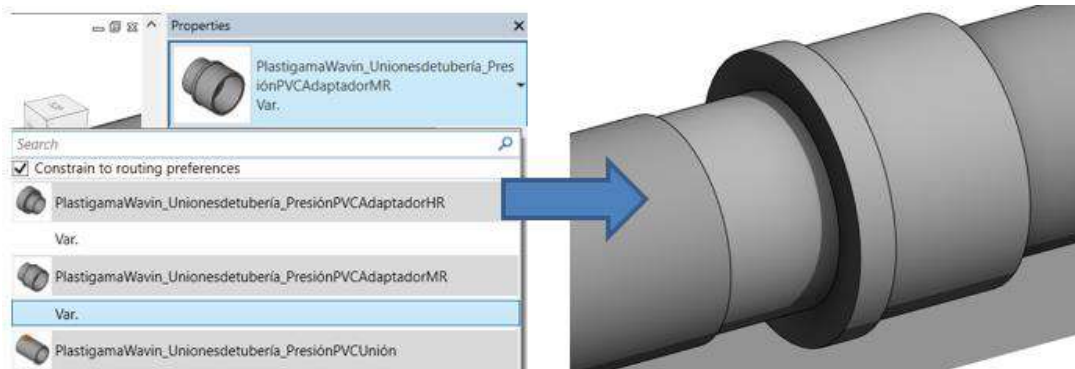 Properties
PlastigamaWavin_Unionesdetubería_Pres
iónPVCAdaptadorMR
Var.
Search
Constrain to routing preferences
PlastigamaWavin_Unionesdetubería_PresiónPVCAdaptadorHR
Var.
PlastigamaWavin_Unionesdetubería_PresiónPVCAdaptadorMR
Var.
PlastigamaWavin_Unionesdetubería_PresiónPVCUnión